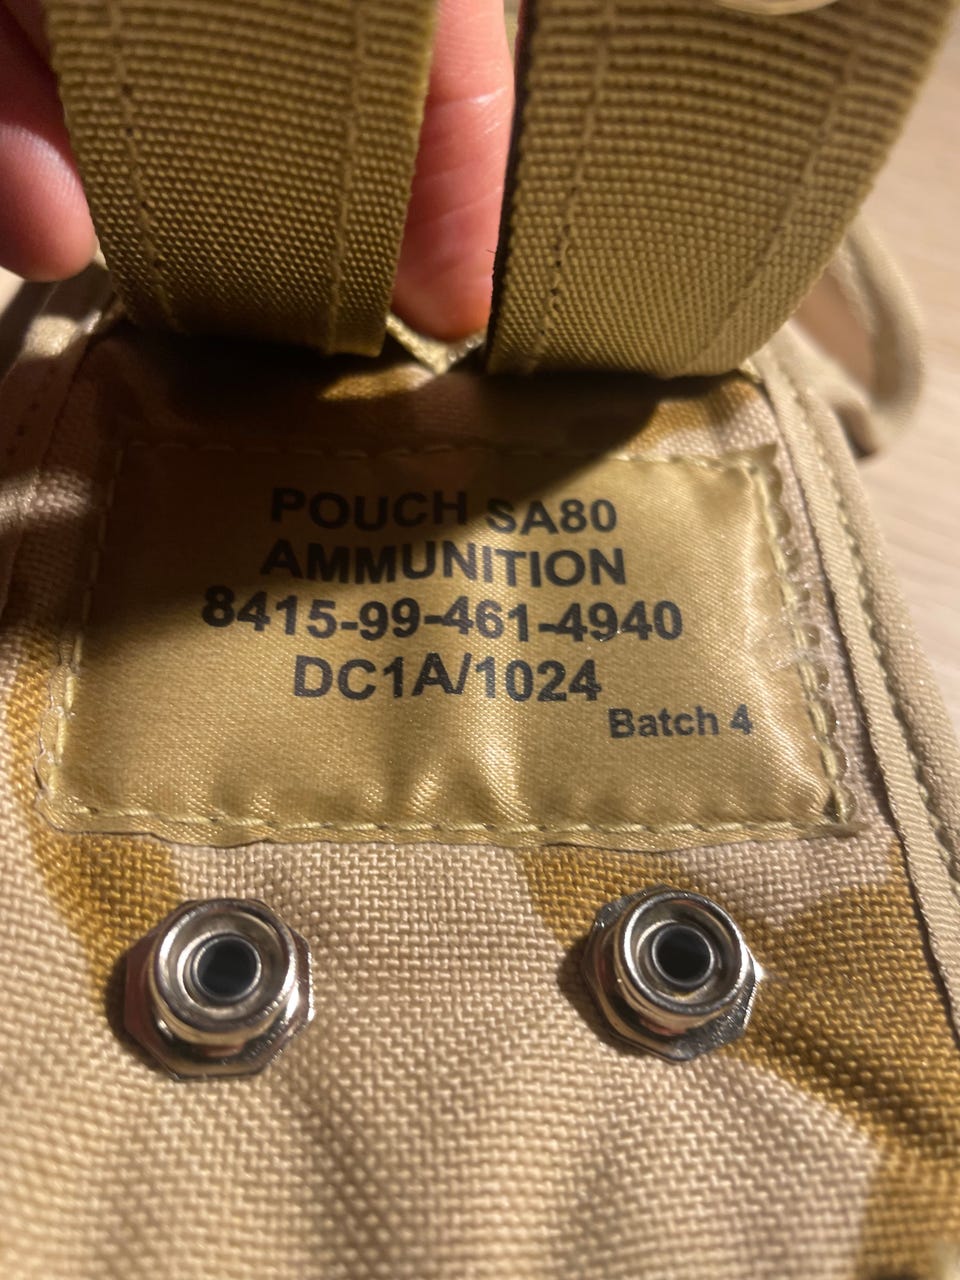 POUCH SA80
AMMUNITION
8415-99-461-4940
DC1A/1024
Batch 4